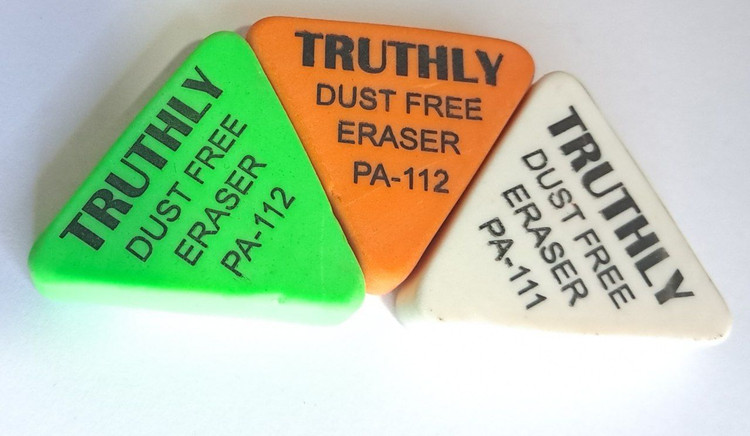 TRUTHLY
DUST FREE
ERASER
PA-112
TRUTHLY
DUST FREE
ERASER
PA-112
TRUTHLY
DUST FREE
ERASER
PA-111